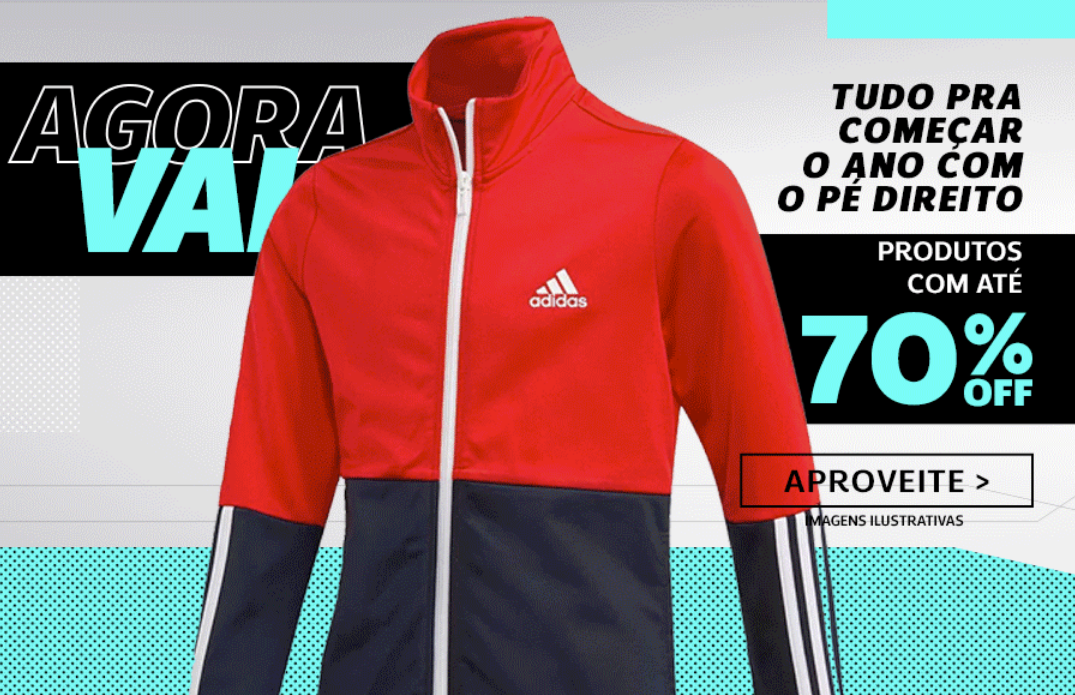 AGORA
VAI
TUDO PRA
COMEÇAR
O ANO COM
O PÉ DIREITO
adidas
PRODUTOS
COM ATÉ
70%
OFF
APROVEITE >
IMAGENS ILUSTRATIVAS